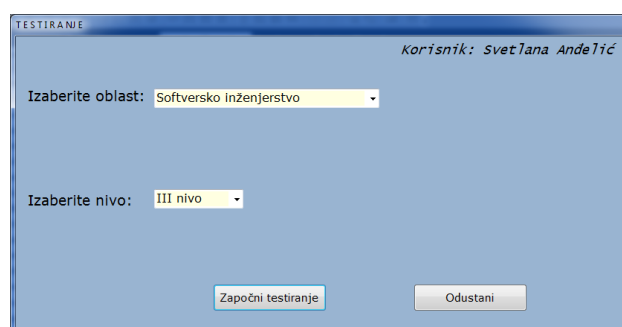 TESTIRANJE
Korisnik: Svetlana Anđelić
Izaberite oblast: Softversko inženjerstvo
Izaberite nivo: III nivo
Započni testiranje Odustani